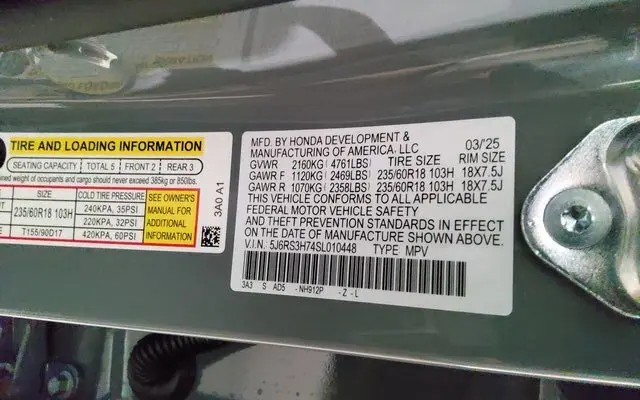 TIRE AND LOADING INFORMATION
SEATING CAPACITY TOTAL 5 FRONT 2 REAR 3
weight of occupants and cargo should never exceed 385kg or 850lbs.
SIZE COLD TIRE PRESSURE
235/60R18 103H 240KPA, 35PSI
220KPA, 32PSI
T155/90D17 420KPA, 60PSI
SEE OWNER'S
MANUAL FOR
ADDITIONAL
INFORMATION
3A0 A1
MFD. BY HONDA DEVELOPMENT & 03/'25
MANUFACTURING OF AMERICA, LLC
GVWR 2160KG( 4761LBS) TIRE SIZE RIM SIZE
GAWR F 1120KG( 2469LBS) 235/60R18 103H 18X7.5J
GAWR R 1070KG( 2358LBS) 235/60R18 103H 18X7.5J
THIS VEHICLE CONFORMS TO ALL APPLICABLE
FEDERAL MOTOR VEHICLE SAFETY
AND THEFT PREVENTION STANDARDS IN EFFECT
ON THE DATE OF MANUFACTURE SHOWN ABOVE.
V.I.N. 5J6RS3H74SL010448 TYPE MPV
3A3 S AD5 -NH912P -Z -L